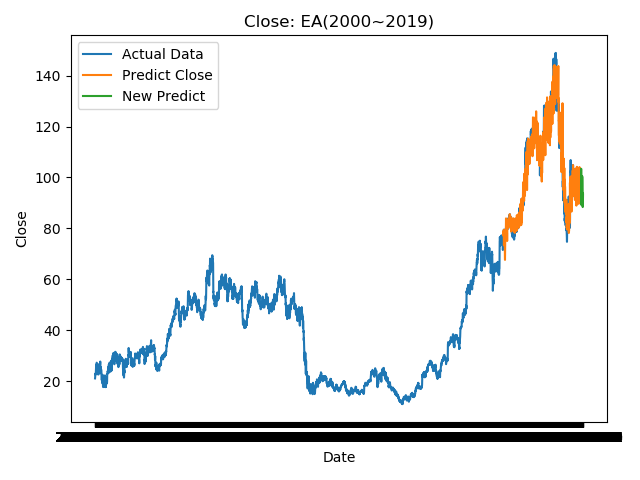 Close: EA(2000~2019)
Actual Data
Predict Close
New Predict
Close
140
120
100
80
60
40
20
Date